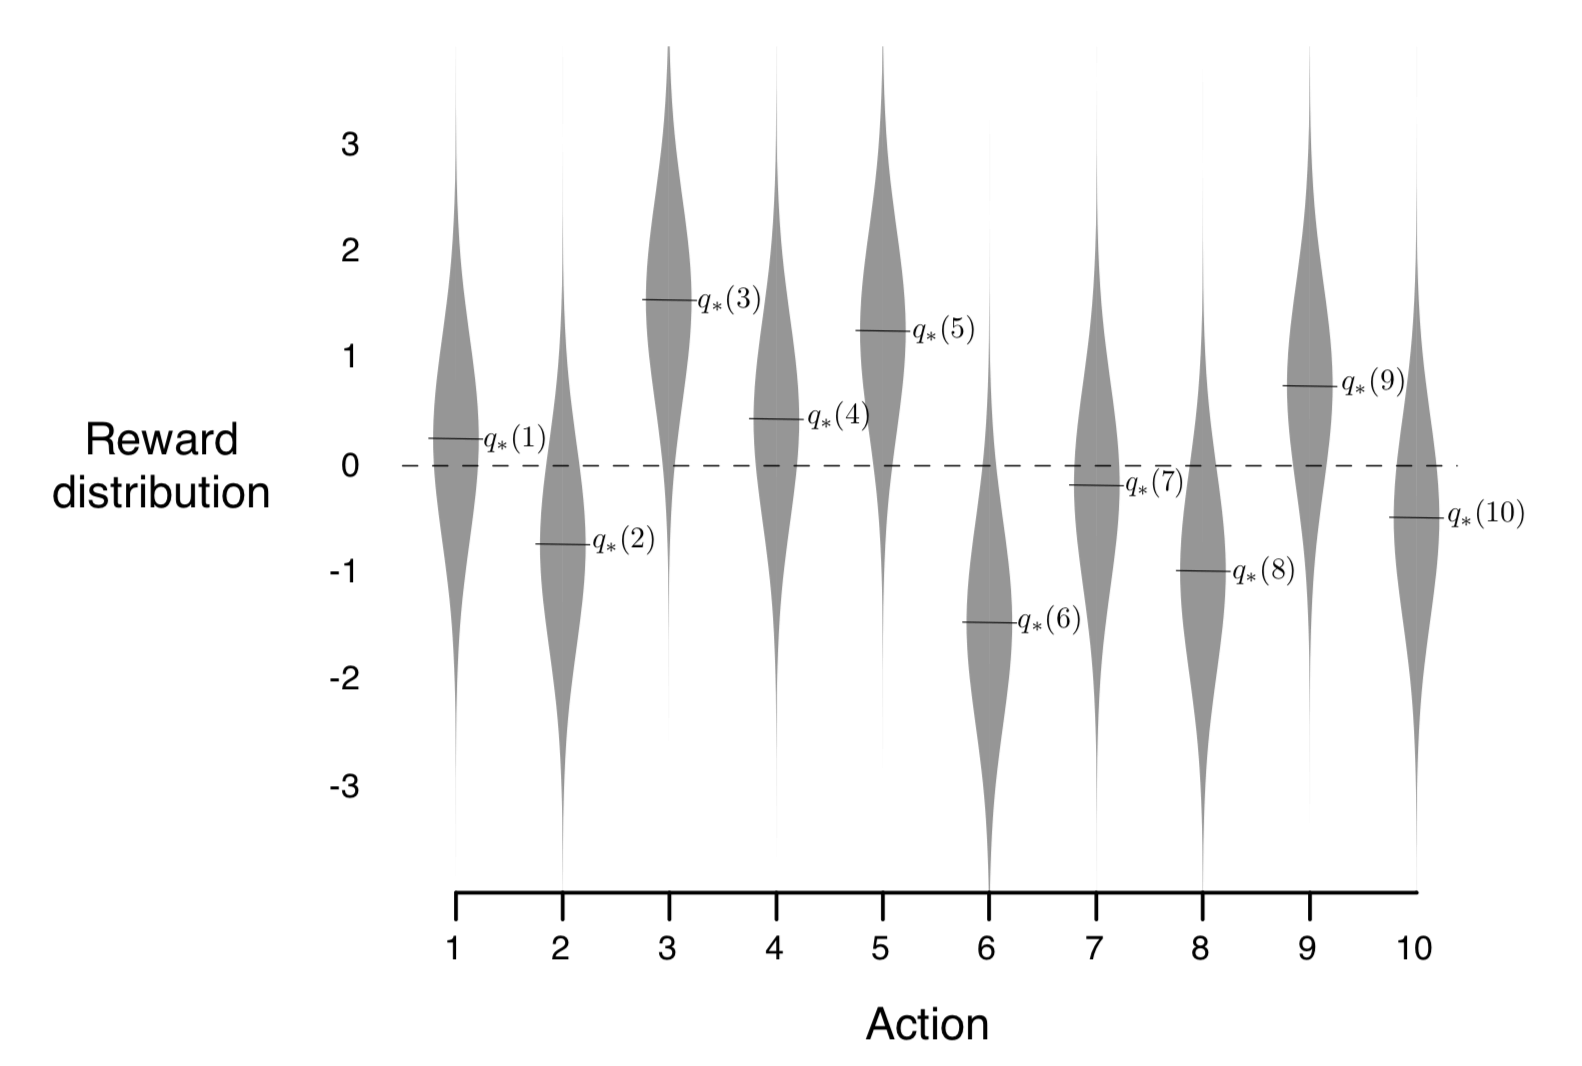 3
2
1
0
-1
-2
-3
Reward
distribution
q*(1)
q*(2)
q*(3)
q*(4)
q*(5)
q*(6)
q*(7)
q*(8)
q*(9)
q*(10)
1 2 3 4 5 6 7 8 9 10
Action